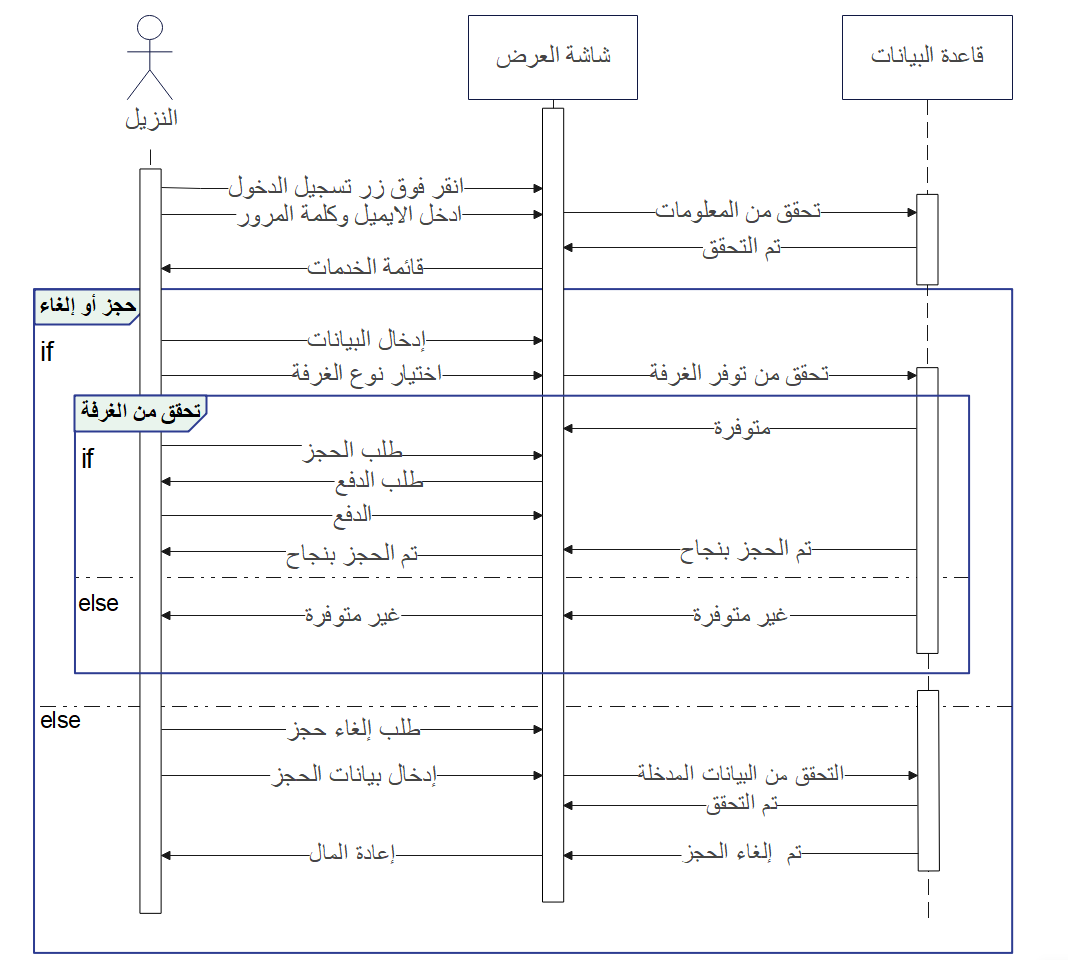 النزيل
شاشة العرض
قاعدة البيانات
انقر فوق زر تسجيل الدخول
ادخل الايميل وكلمة المرور
تحقق من المعلومات
تم التحقق
قائمة الخدمات
حجز أو إلغاء
if
إدخال البيانات
اختيار نوع الغرفة
تحقق من توفر الغرفة
تحقق من الغرفة
if
متوفرة
طلب الحجز
طلب الدفع
الدفع
تم الحجز بنجاح
تم الحجز بنجاح
else
غير متوفرة
غير متوفرة
else
طلب إلغاء حجز
إدخال بيانات الحجز
التحقق من البيانات المدخلة
تم التحقق
تم إلغاء الحجز
إعادة المال